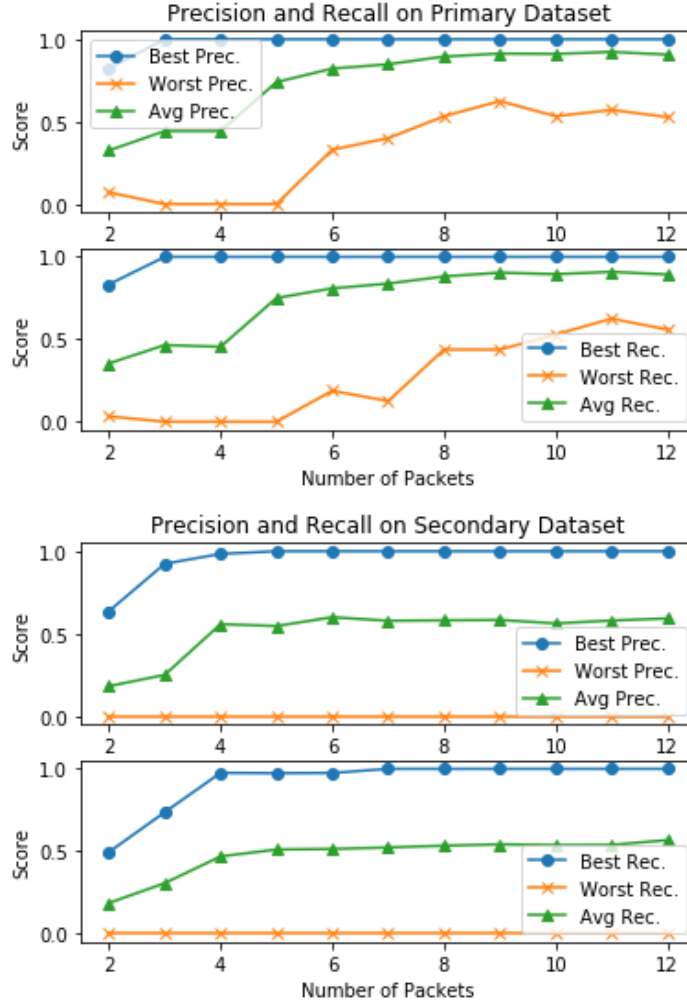 Precision and Recall on Primary Dataset
1.0
0.5
0.0
Score
Best Prec.
Worst Prec.
Avg Prec.
2 4 6 8 10 12
1.0
0.5
0.0
Score
Best Rec.
Worst Rec.
Avg Rec.
2 4 6 8 10 12
Number of Packets
Precision and Recall on Secondary Dataset
1.0
0.5
0.0
Score
Best Prec.
Worst Prec.
Avg Prec.
2 4 6 8 10 12
1.0
0.5
0.0
Score
Best Rec.
Worst Rec.
Avg Rec.
2 4 6 8 10 12
Number of Packets